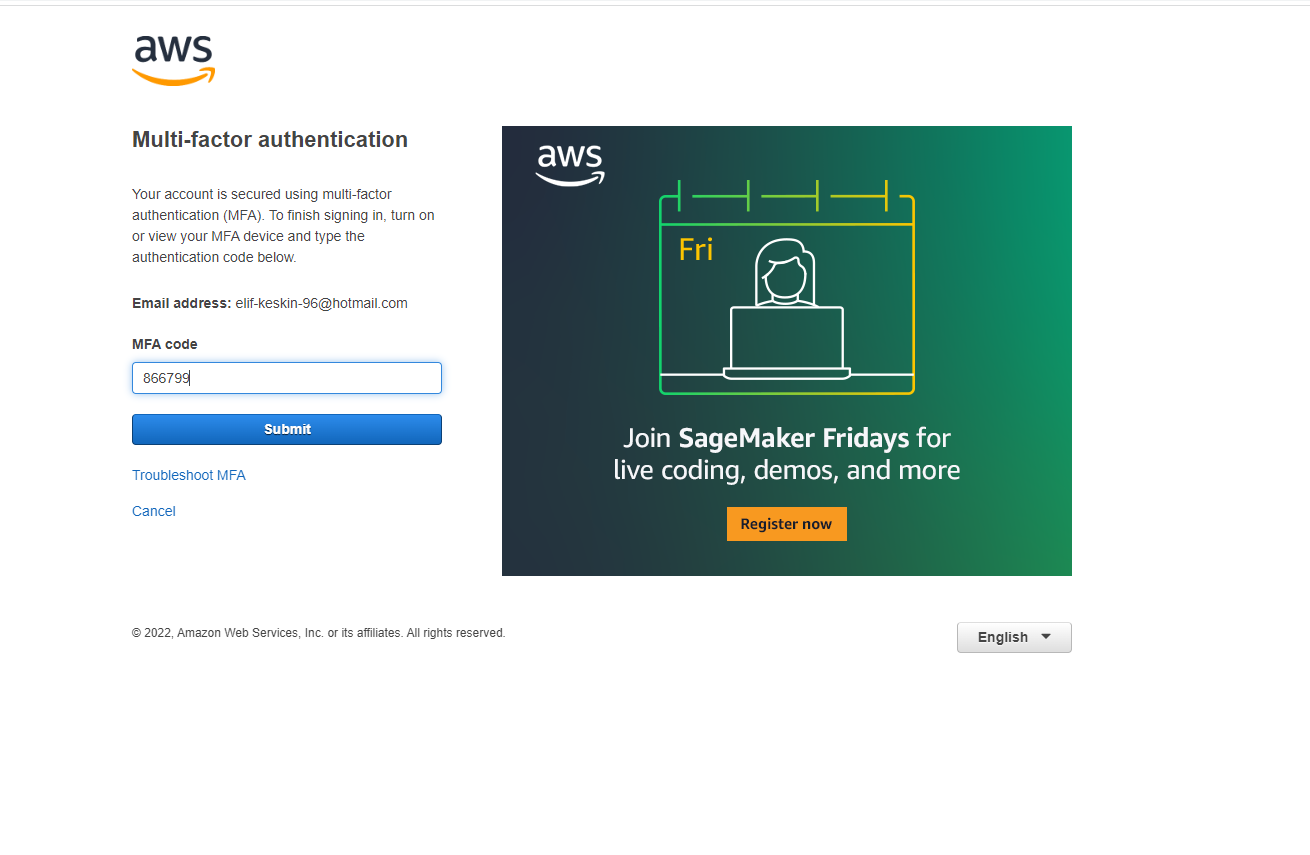 aws
Multi-factor authentication
Your account is secured using multi-factor
authentication (MFA). To finish signing in, turn on
or view your MFA device and type the
authentication code below.
Email address: elif-keskin-96@hotmail.com
MFA code
866799
Submit
Troubleshoot MFA
Cancel
aws
Fri
Join SageMaker Fridays for
live coding, demos, and more
Register now
© 2022, Amazon Web Services, Inc. or its affiliates. All rights reserved.
English